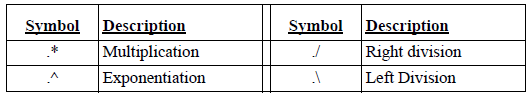 Symbol Description Symbol Description
.* Multiplication ./ Right division
.^ Exponentiation .\ Left Division